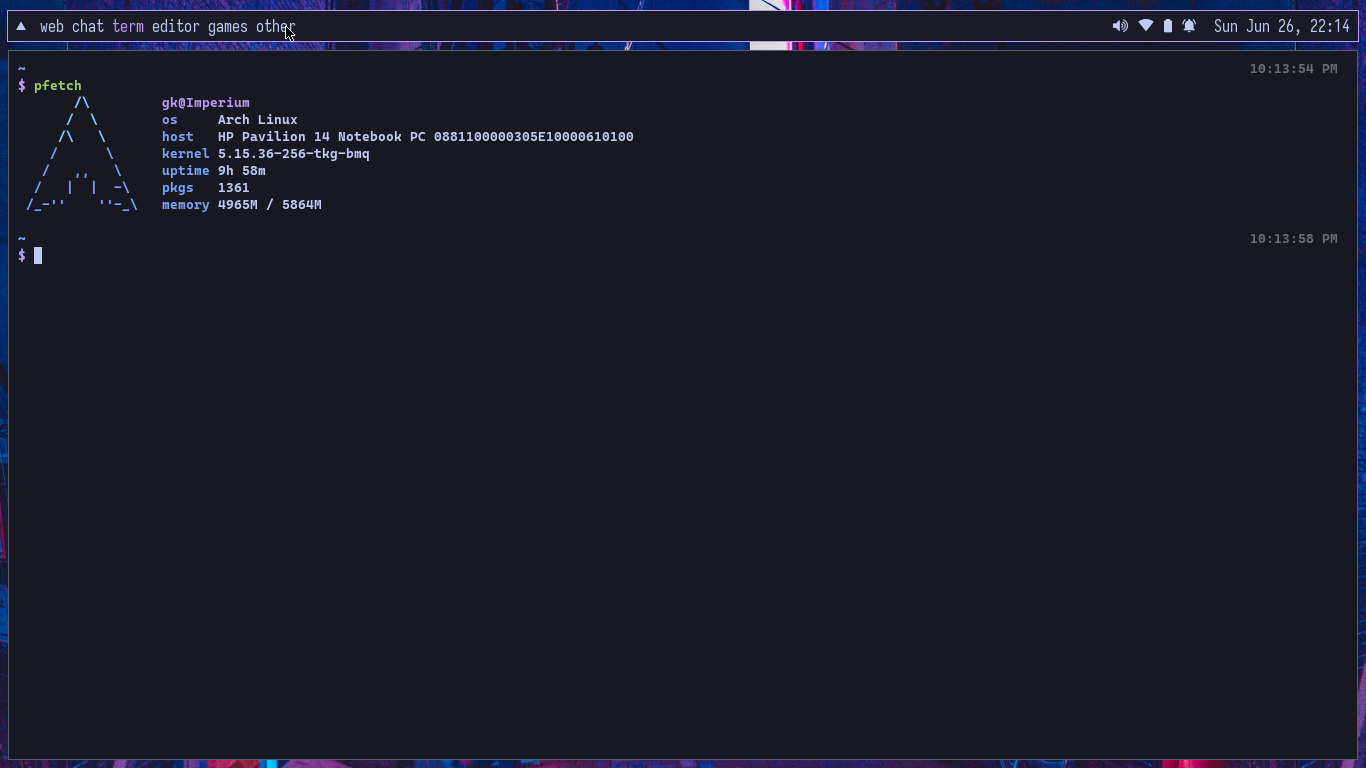 web chat term editor games other Sun Jun 26, 22:14
~ 10:13:54 PM
$ pfetch
gk@Imperium
os Arch Linux
host HP Pavilion 14 Notebook PC 0881100000305E10000610100
kernel 5.15.36-256-tkg-bmq
uptime 9h 58m
pkgs 1361
memory 4965M / 5864M
~ 10:13:58 PM
$